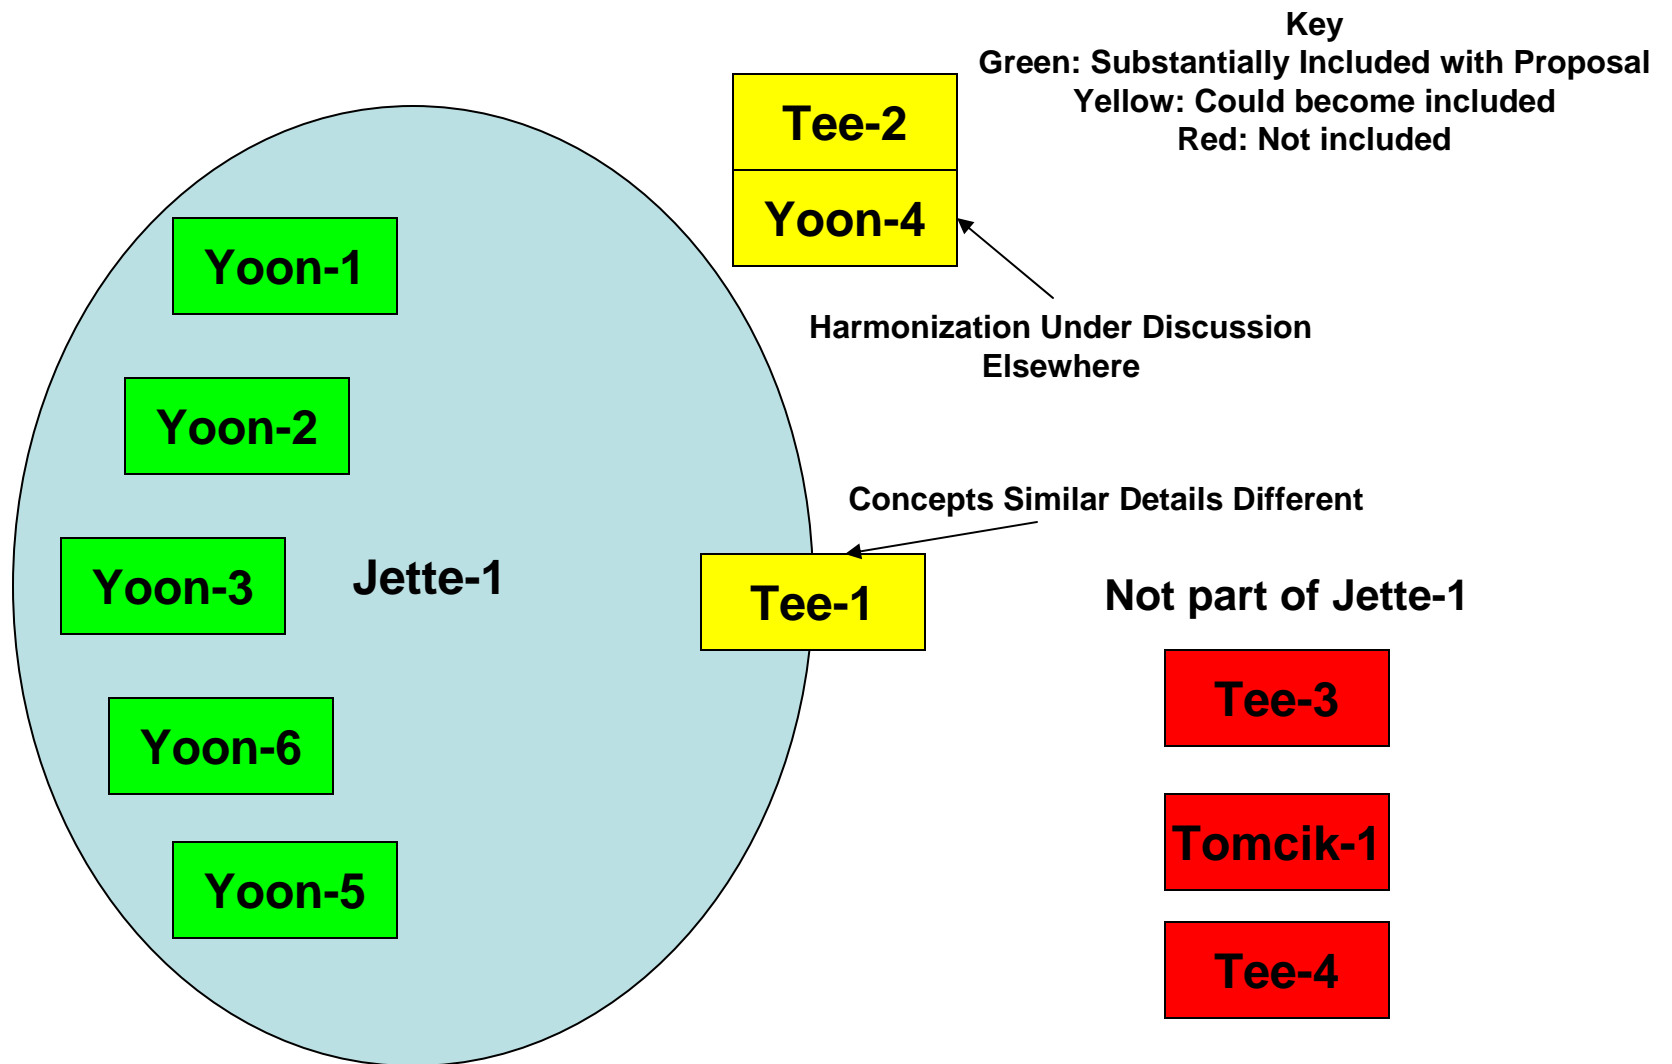 Key
Green: Substantially Included with Proposal
Yellow: Could become included
Red: Not included
Tee-2
Yoon-4
Yoon-1
Harmonization Under Discussion
Elsewhere
Yoon-2
Concepts Similar Details Different
Yoon-3
Jette-1
Tee-1
Not part of Jette-1
Tee-3
Yoon-6
Tomcik-1
Yoon-5
Tee-4